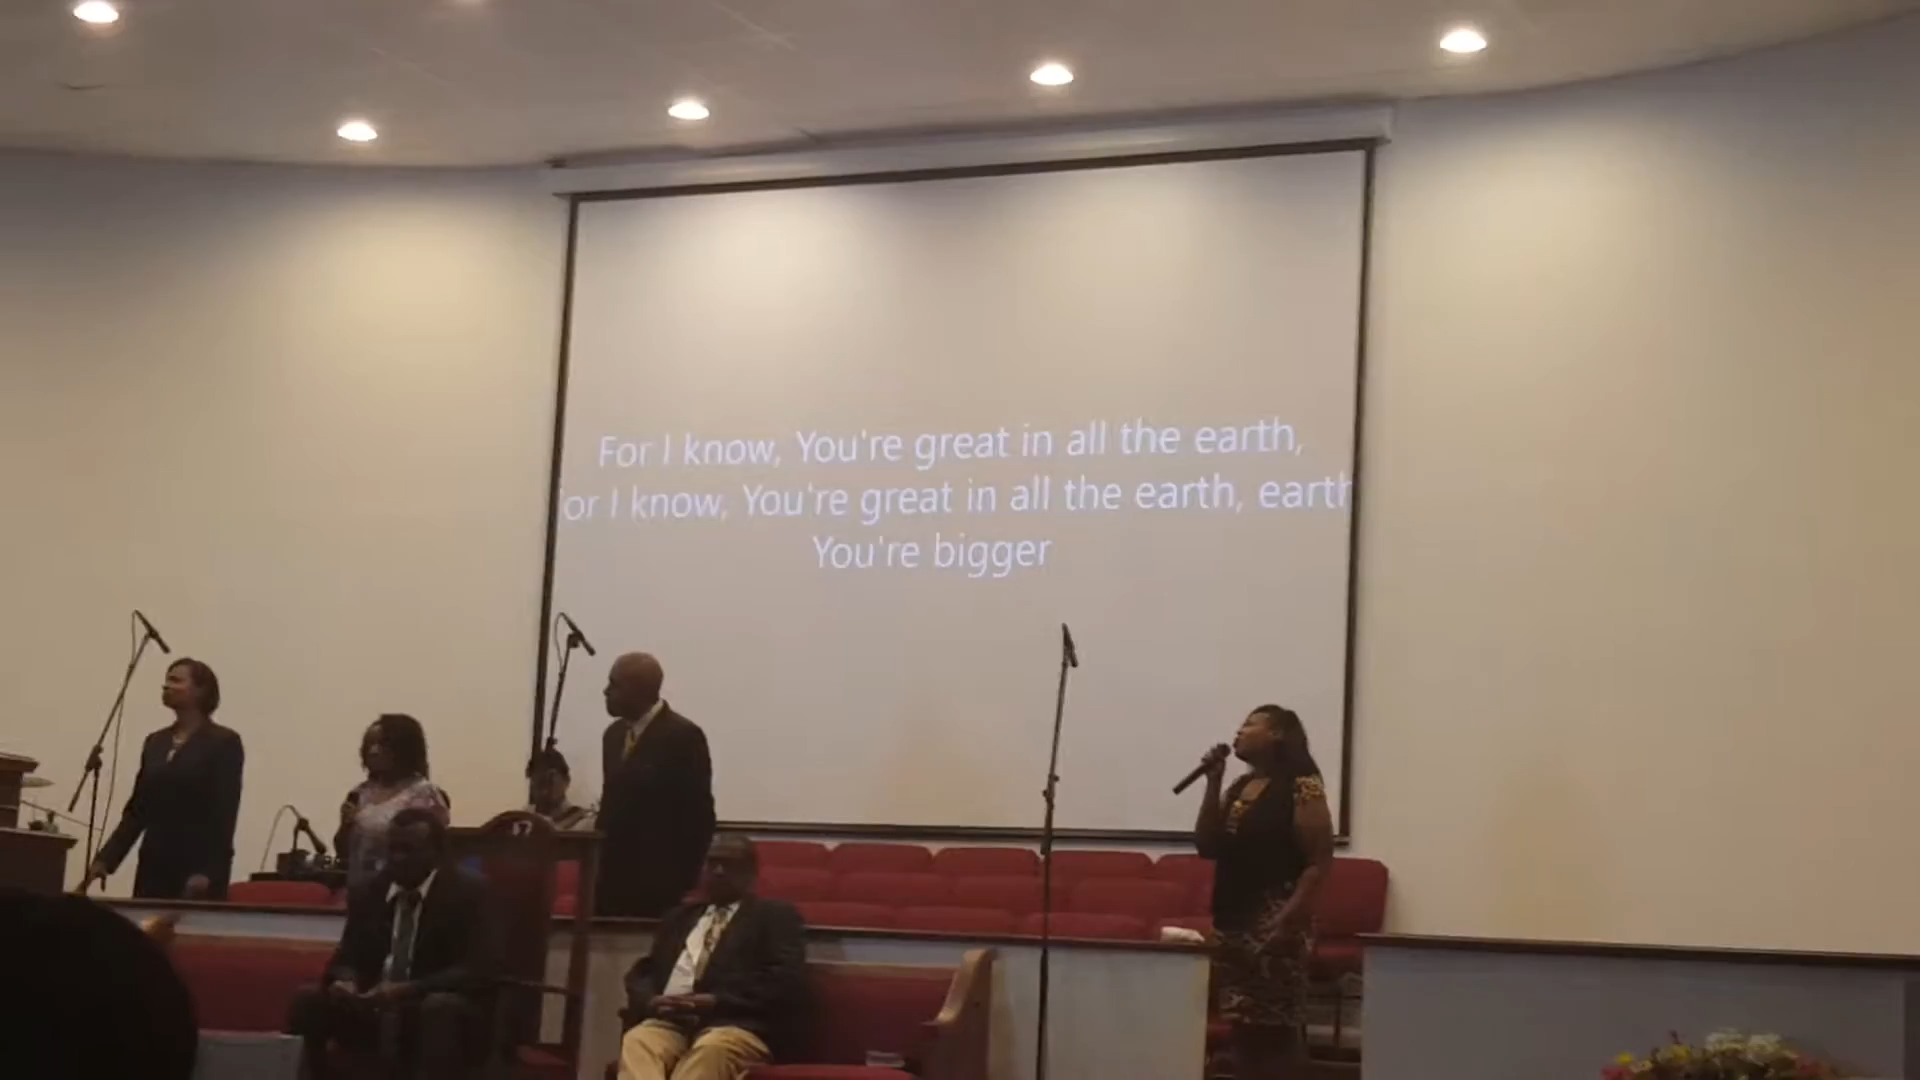 For I know, You're great in all the earth,
or I know, You're great in all the earth, earth
You're bigger